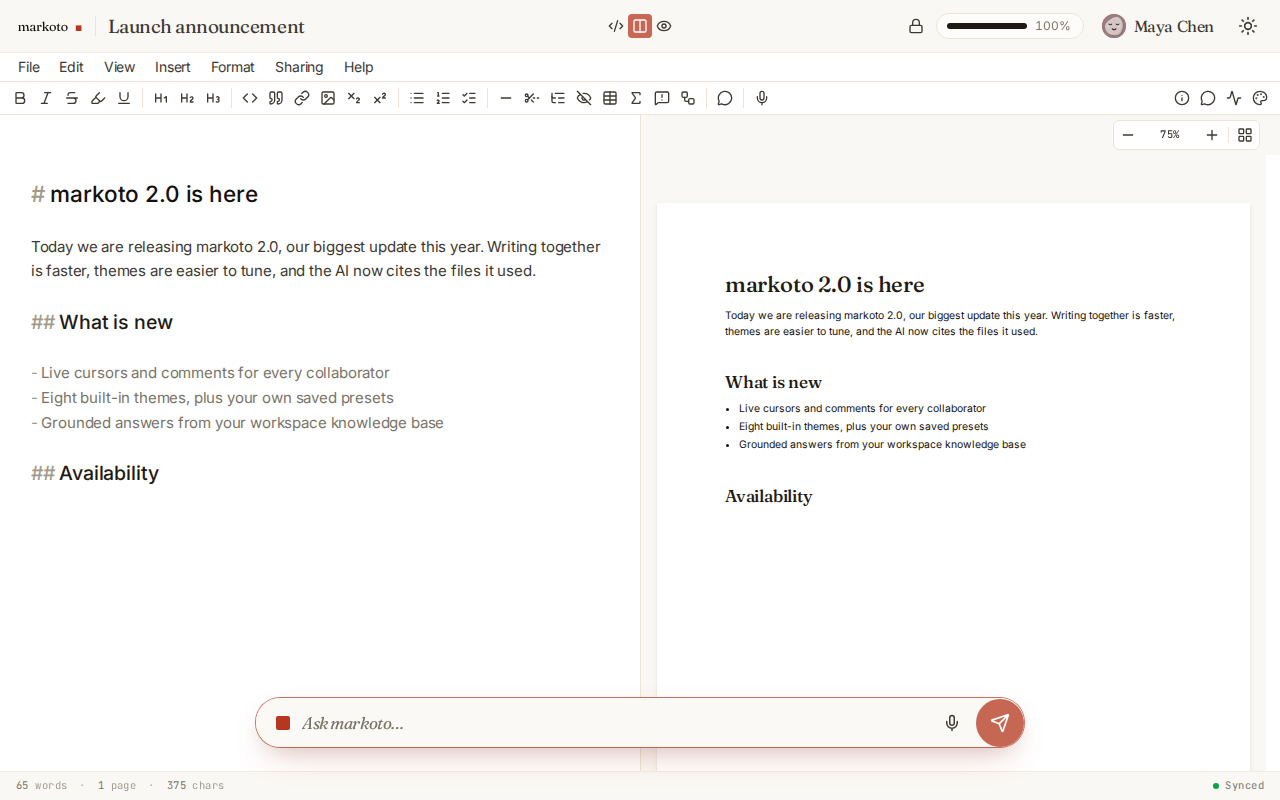 markoto
Launch announcement
100%
Maya Chen
File Edit View Insert Format Sharing Help
H1 H2 H3
75%
# markoto 2.0 is here
Today we are releasing markoto 2.0, our biggest update this year. Writing together
is faster, themes are easier to tune, and the AI now cites the files it used.
## What is new
- Live cursors and comments for every collaborator
- Eight built-in themes, plus your own saved presets
- Grounded answers from your workspace knowledge base
## Availability
markoto 2.0 is here
Today we are releasing markoto 2.0, our biggest update this year. Writing together is faster,
themes are easier to tune, and the AI now cites the files it used.
What is new
• Live cursors and comments for every collaborator
• Eight built-in themes, plus your own saved presets
• Grounded answers from your workspace knowledge base
Availability
Ask markoto...
65 words · 1 page · 375 chars
Synced